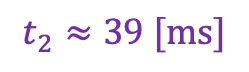 t₂ ≈ 39 [ms]